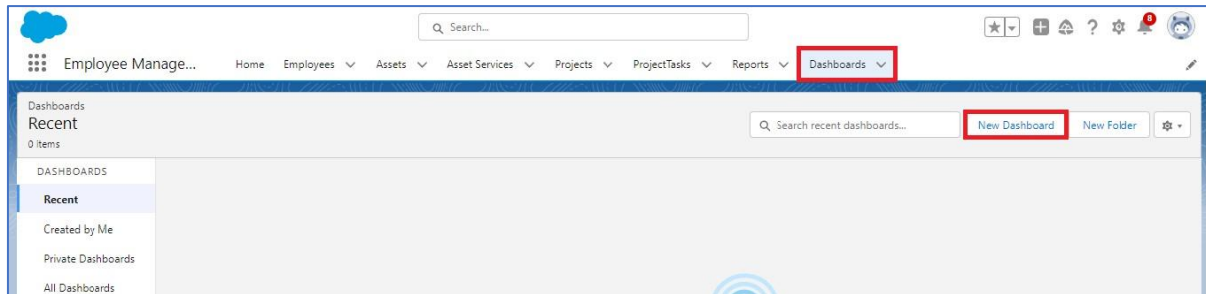 Search...
8
Employee Manage... Home Employees Assets Asset Services Projects ProjectTasks Reports Dashboards
Dashboards
Recent
0 items
Search recent dashboards...
New Dashboard
New Folder
DASHBOARDS
Recent
Created by Me
Private Dashboards
All Dashboards